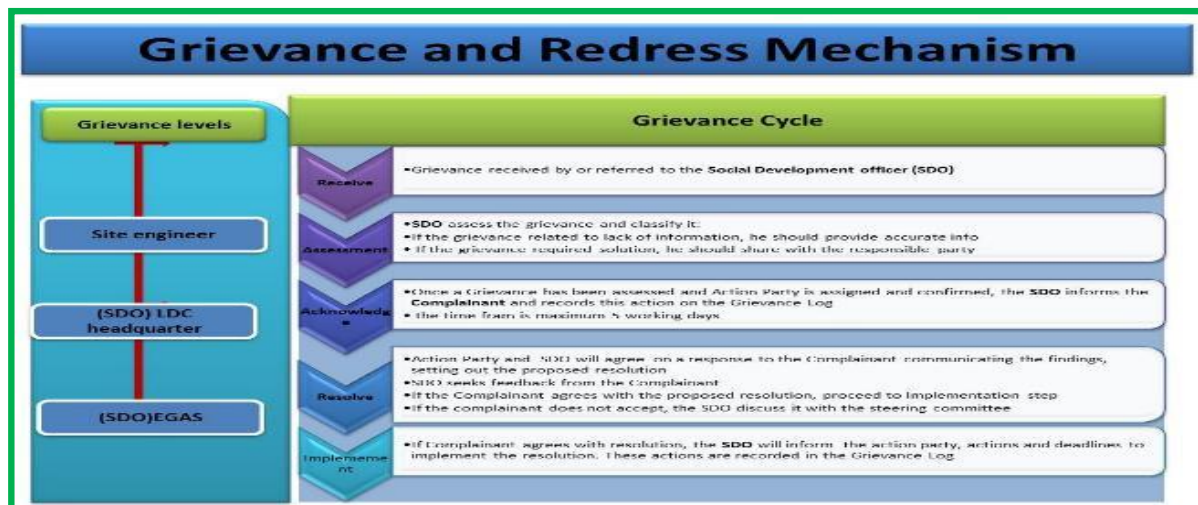 Grievance and Redress Mechanism
Grievance levels
Site engineer
(SDO) LDC
headquarter
(SDO)EGAS
Grievance Cycle
Receive
•Grievance received by or referred to the Social Development officer (SDO)
Assessment
•SDO assess the grievance and classify it:
•If the grievance related to lack of information, he should provide accurate info
• If the grievance required solution, he should share with the responsible party
Acknowledg
e
•Once a Grievance has been assessed and Action Party is assigned and confirmed, the SDO informs the
Complainant and records this action on the Grievance Log
• The time fram is maximum 5 working days
Resolve
•Action Party and SDO will agree on a response to the Complainant communicating the findings,
setting out the proposed resolution
•SDO seeks feedback from the Complainant
•If the Complainant agrees with the proposed resolution, proceed to Implementation step
•If the complainant does not accept, the SDO discuss it with the steering committee
Implememe
nt
•If Complainant agrees with resolution, the SDO will inform the action party, actions and deadlines to
implement the resolution. These actions are recorded in the Grievance Log